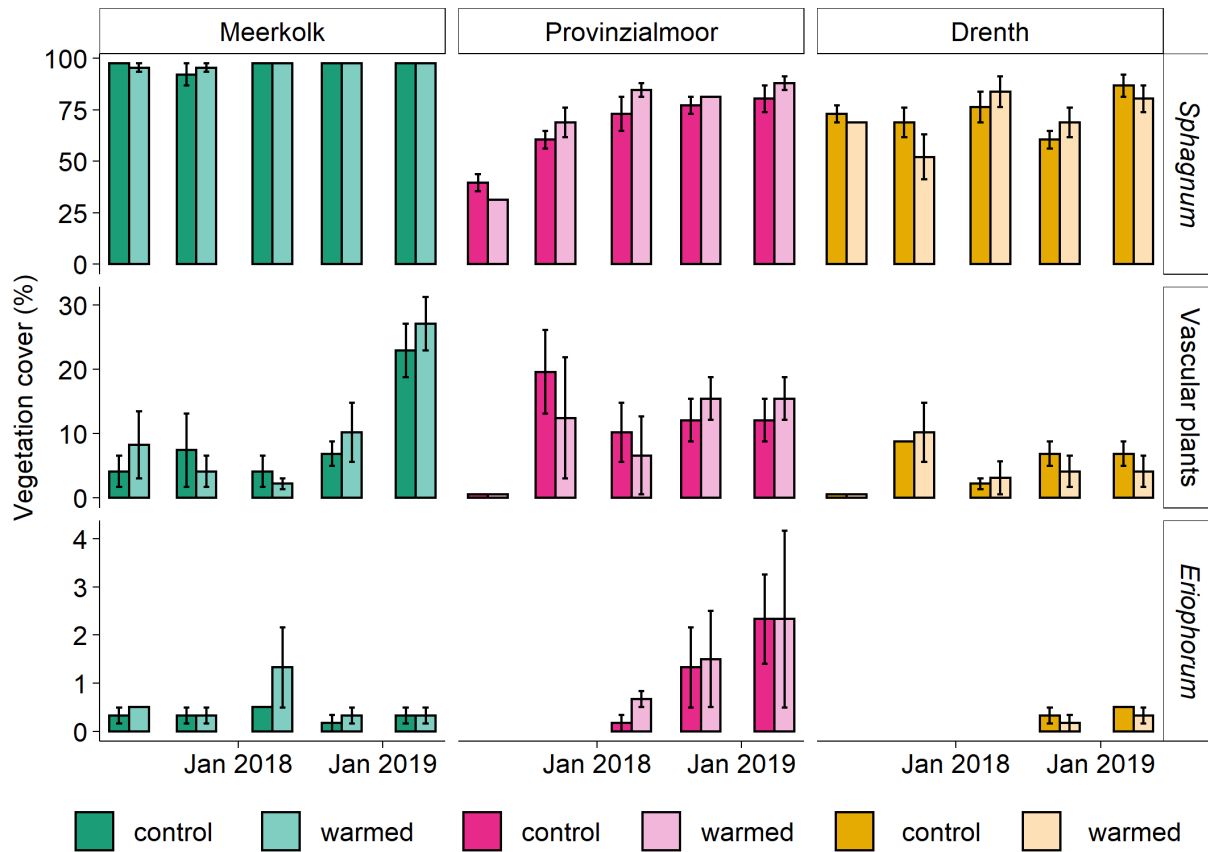 Meerkolk Provinzialmoor Drenth
Vegetation cover (%)
100
75
50
25
0
Sphagnum
30
20
10
0
Vascular plants
4
3
2
1
0
Eriophorum
Jan 2018 Jan 2019 Jan 2018 Jan 2019 Jan 2018 Jan 2019
control warmed control warmed control warmed